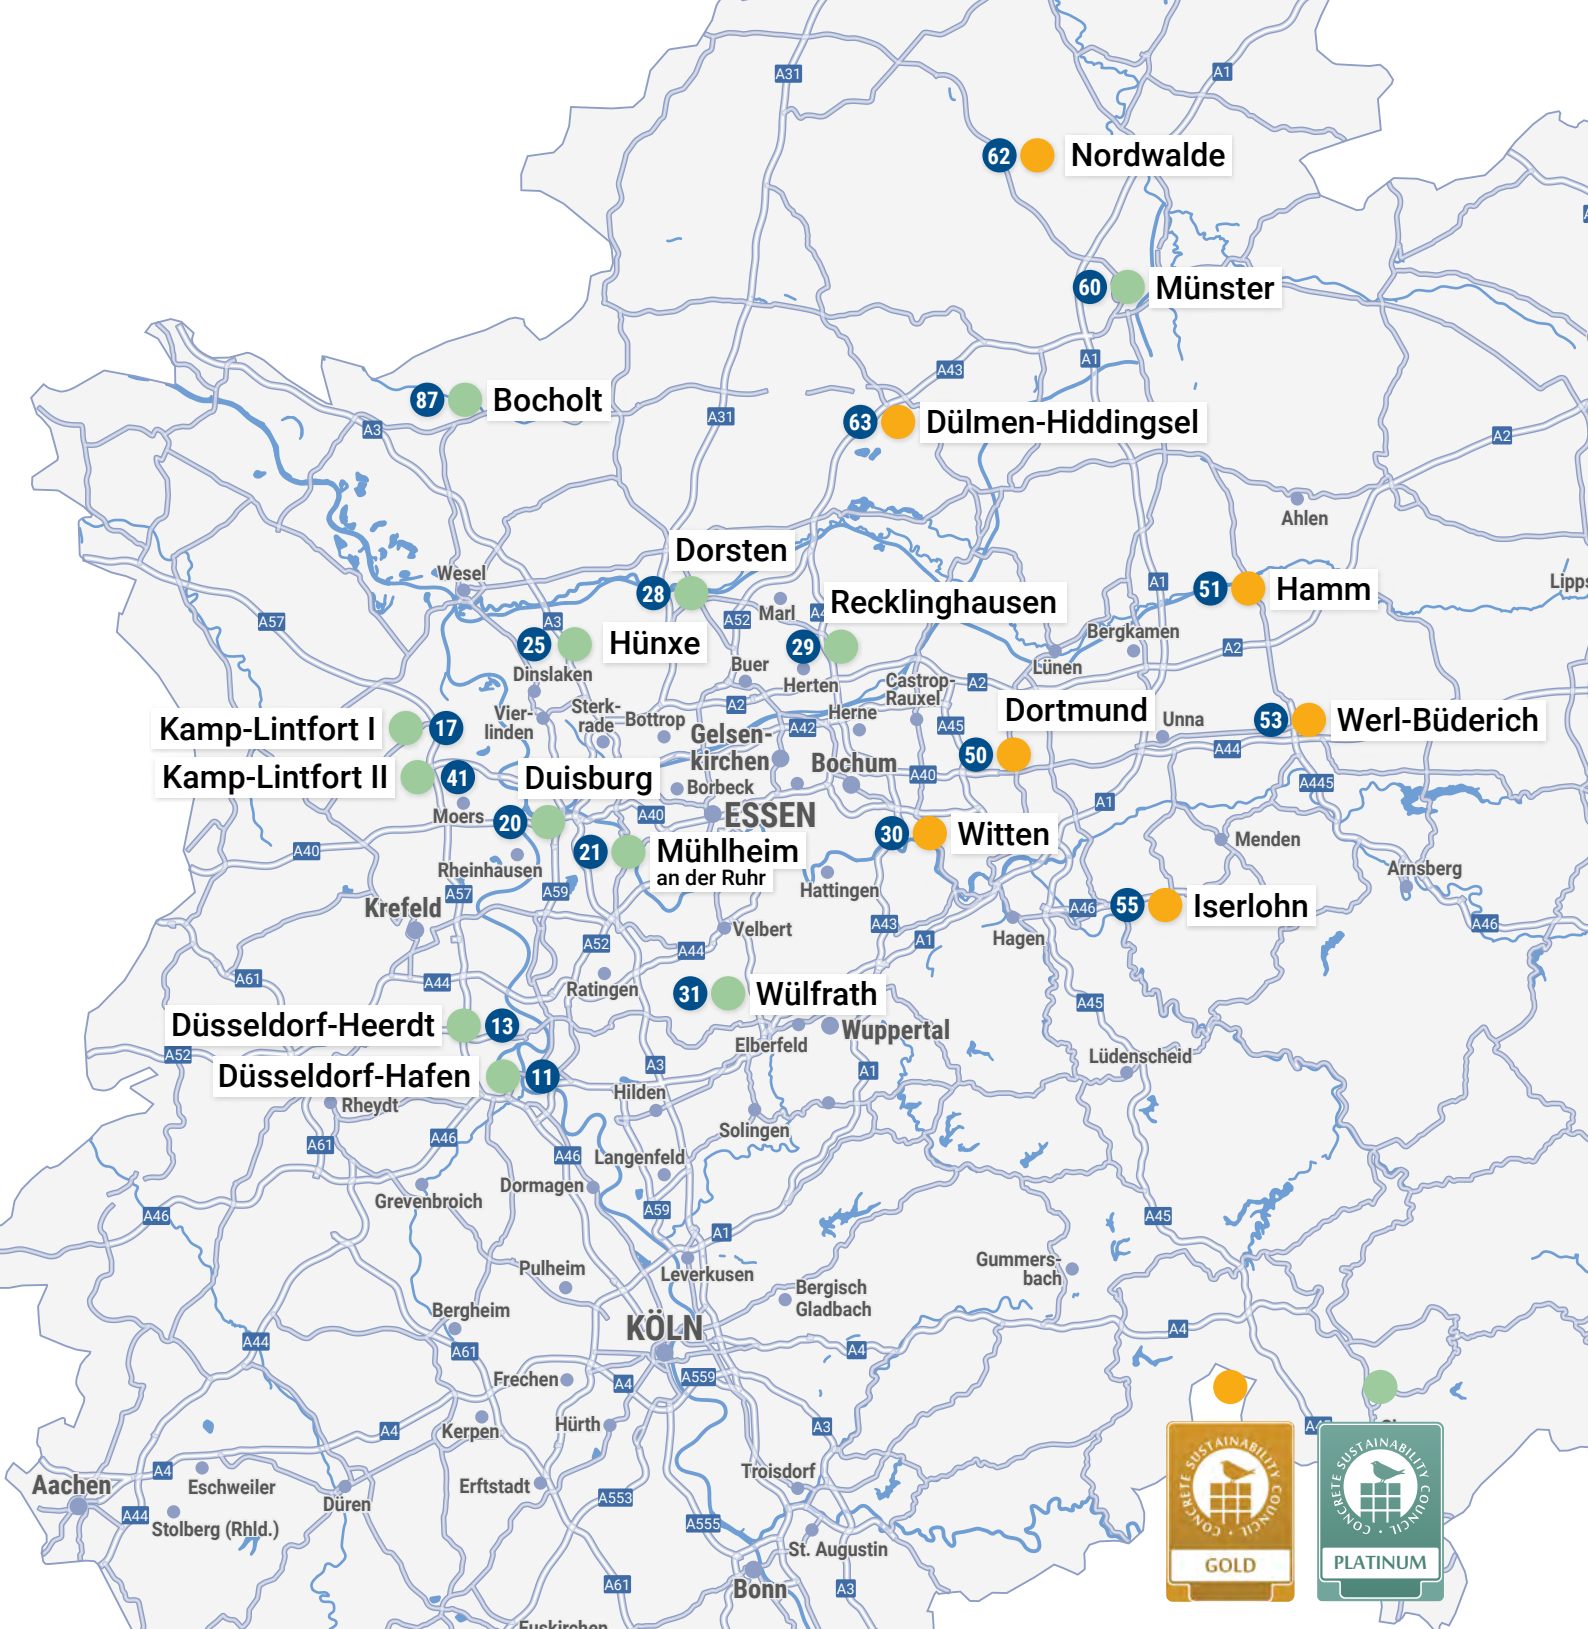 A31
A1
62
Nordwalde
60
Münster
A1
A43
87
Bocholt
A3
A31
63
Dülmen-Hiddingsel
A2
Ahlen
Dorsten
Wesel
28
Marl
Recklinghausen
A1
51
Hamm
A57
A3
A52
25
Hünxe
29
Bergkamen
A2
Buer
Lünen
Dinslaken
Herten
Castrop-
Rauxel
A2
Vier-
linden
Sterk-
rade
Bottrop
A2
Herne
Dortmund
Unna
53
Werl-Büderich
Kamp-Lintfort I
17
Gelsen-
kirchen
A42
A45
A44
50
Kamp-Lintfort II
41
Duisburg
Bochum
A40
Borbeck
A445
Moers
20
A40
ESSEN
A1
30
Witten
Menden
A40
21
Mühlheim
an der Ruhr
Rheinhausen
Hattingen
Arnsberg
A57
A59
Krefeld
A46
55
Iserlohn
Velbert
A43
A1
Hagen
A46
A52
A44
A61
A44
Ratingen
31
Wülfrath
A45
Düsseldorf-Heerdt
13
Elberfeld
Wuppertal
A52
Lüdenscheid
A3
A1
Düsseldorf-Hafen
11
Hilden
Rheydt
Solingen
A61
A46
A46
Langenfeld
Dormagen
Grevenbroich
A46
A59
A45
A1
Pulheim
Leverkusen
Gummers-
bach
Bergisch
Gladbach
Bergheim
KÖLN
A44
A61
A4
A4
Frechen
A4
A559
Kerpen
Hürth
A4
A3
Aachen
A4
Eschweiler
Erftstadt
Troisdorf
Düren
A553
A44
Stolberg (Rhld.)
A555
St. Augustin
A61
Bonn
A3
Euskirchen
CONCRETE SUSTAINABILITY COUNCIL
GOLD
CONCRETE SUSTAINABILITY COUNCIL
PLATINUM